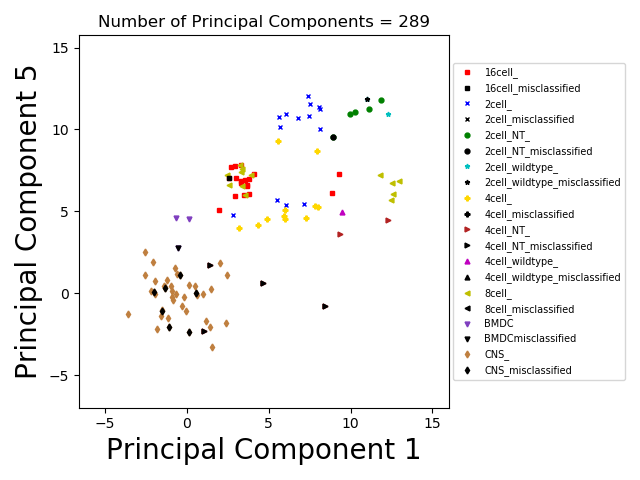 Number of Principal Components = 289
Principal Component 5
15
10
5
0
−5
−5
0
5
10
15
Principal Component 1
16cell_
16cell_misclassified
2cell_
2cell_misclassified
2cell_NT_
2cell_NT_misclassified
2cell_wildtype_
2cell_wildtype_misclassified
4cell_
4cell_misclassified
4cell_NT_
4cell_NT_misclassified
4cell_wildtype_
4cell_wildtype_misclassified
8cell_
8cell_misclassified
BMDC
BMDCmisclassified
CNS_
CNS_misclassified